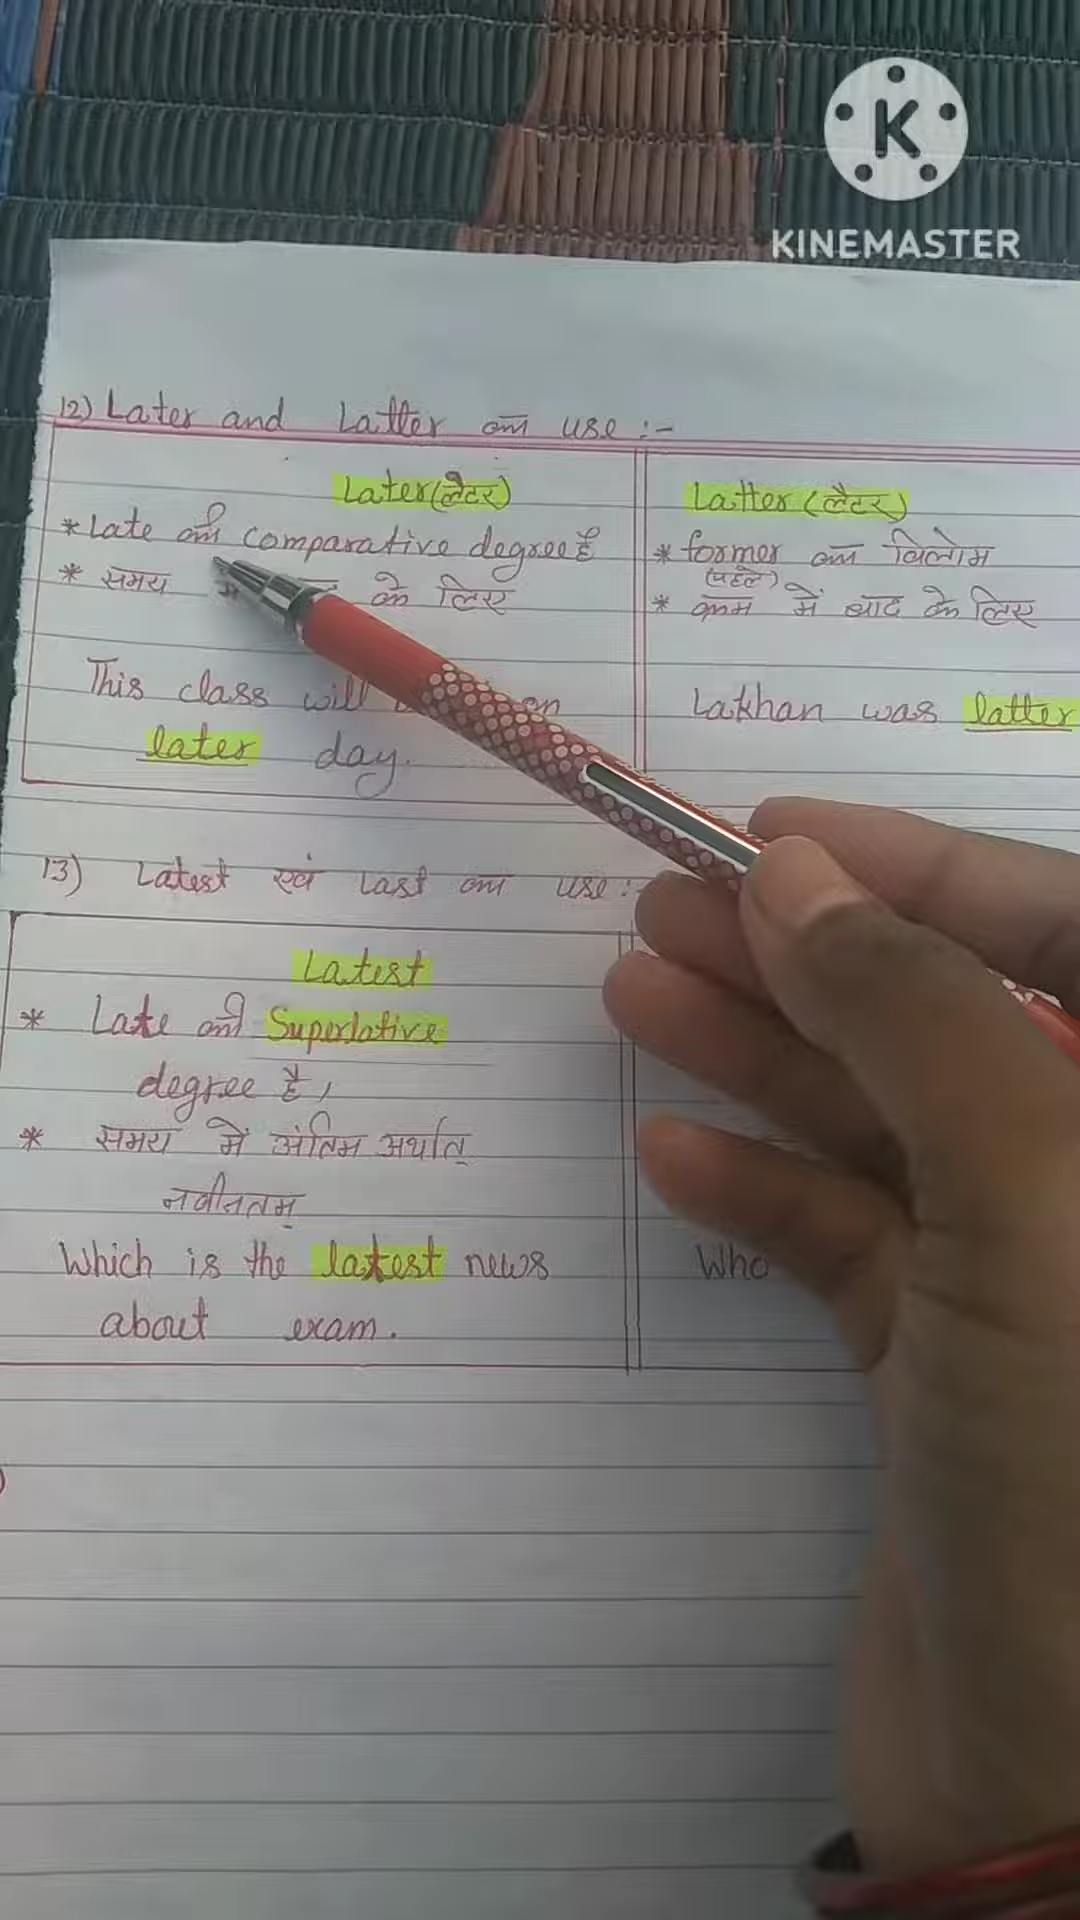 KINEMASTER
12) Later and Latter का use :-
Later (लेटर)
* Late की comparative degree है
* समय में के लिए
This class will on
later day.
Latter (लैटर)
* former का विलोम
(पहले)
* क्रम में बाद के लिए
Lakhan was latter
13) Latest एवं Last का use :-
Latest
* Late की Superlative
degree है,
* समय में अंतिम अर्थात्
नवीनतम्
Which is the latest news
about exam.
Who